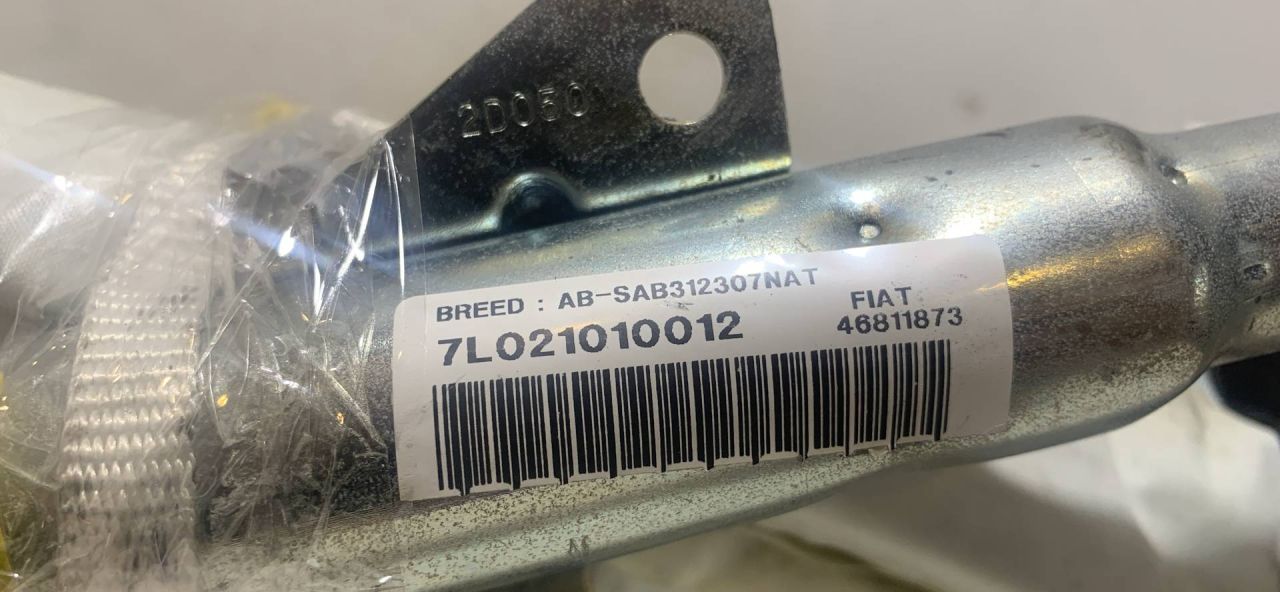 2D050
BREED : AB-SAB312307NAT
7L021010012
FIAT
46811873